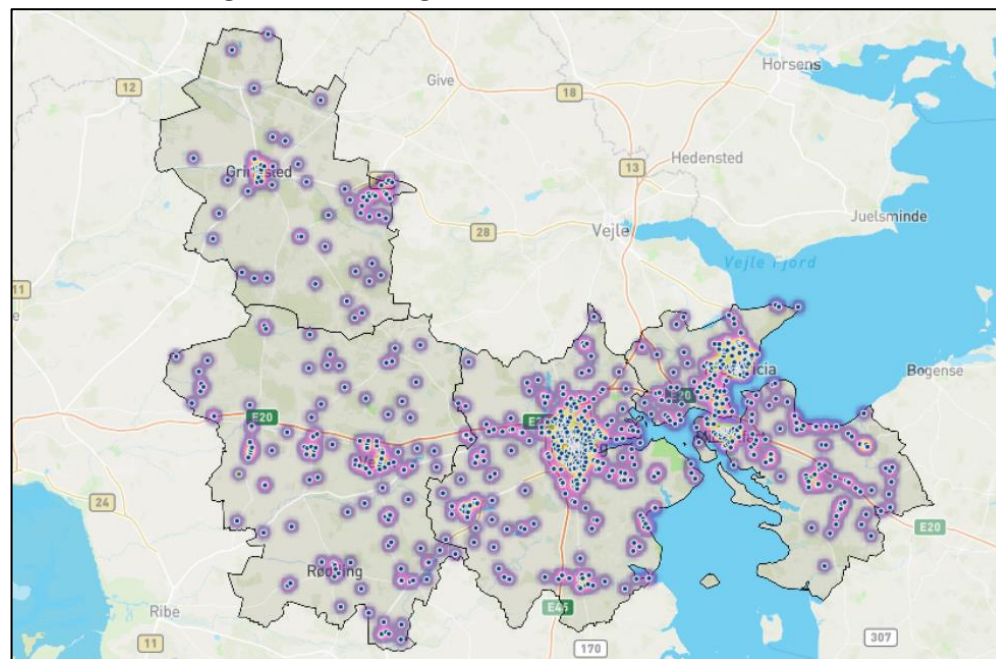 12
Give
18
Horsens
13
Hedensted
Vejle
28
Juelsminde
Vejle Fjord
11
E20
E20
Bogense
24
Rødding
E20
Ribe
E45
11
170
307